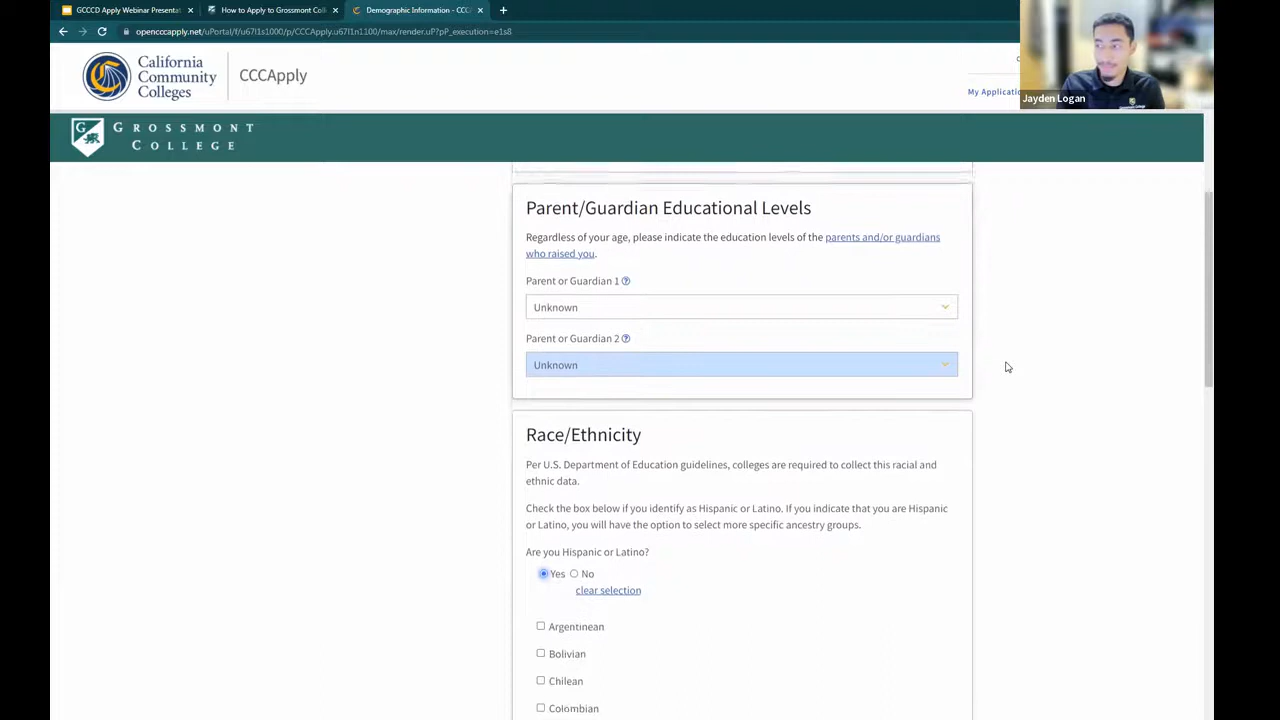 GCCCD Apply Webinar Presentat
How to Apply to Grossmont Coll
Demographic Information - CCC
opencccapply.net/uPortal/f/u67l1s1000/p/CCCApply.u67l1n1100/max/render.uP?pP_execution=e1s8
California
Community
Colleges
CCCApply
My Applicatio
Jayden Logan
GROSSMONT
COLLEGE
Parent/Guardian Educational Levels
Regardless of your age, please indicate the education levels of the parents and/or guardians
who raised you.
Parent or Guardian 1
Unknown
Parent or Guardian 2
Unknown
Race/Ethnicity
Per U.S. Department of Education guidelines, colleges are required to collect this racial and
ethnic data.
Check the box below if you identify as Hispanic or Latino. If you indicate that you are Hispanic
or Latino, you will have the option to select more specific ancestry groups.
Are you Hispanic or Latino?
Yes No
clear selection
Argentinean
Bolivian
Chilean
Colombian